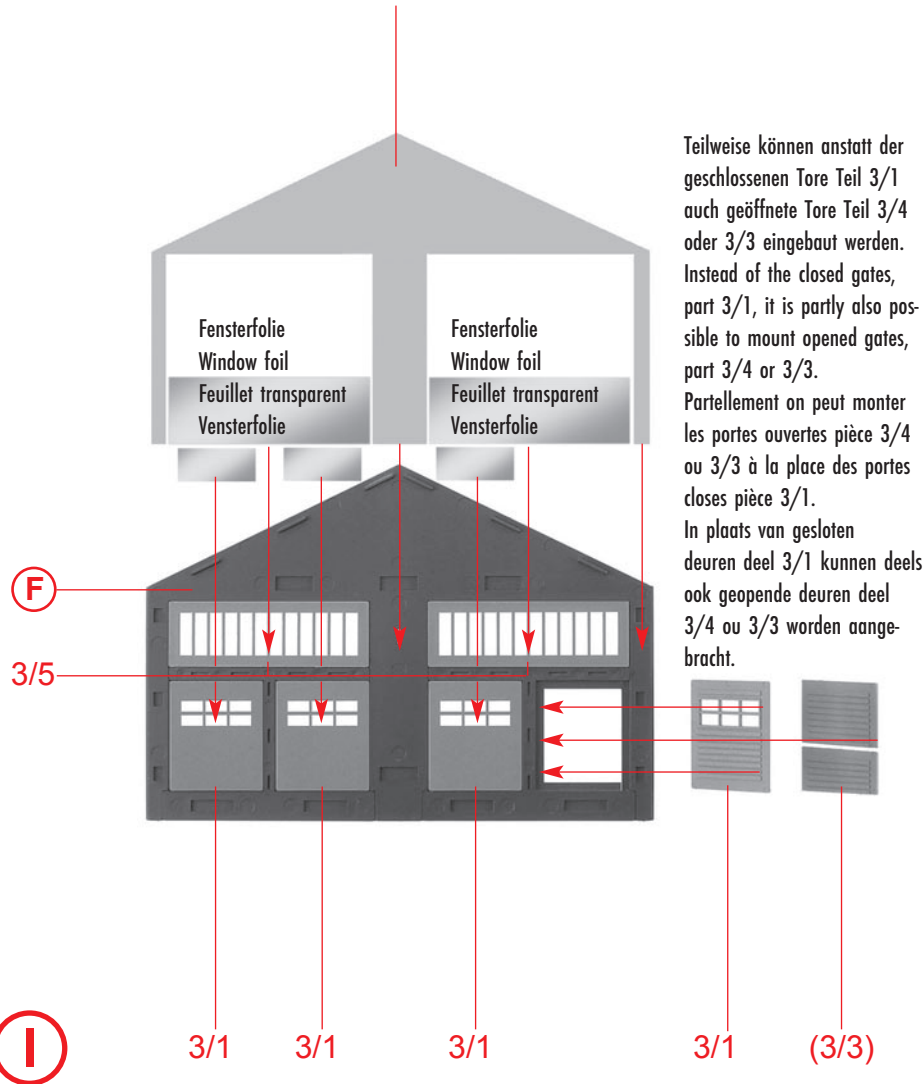 Teilweise können anstatt der
geschlossenen Tore Teil 3/1
auch geöffnete Tore Teil 3/4
oder 3/3 eingebaut werden.
Instead of the closed gates,
part 3/1, it is partly also pos-
sible to mount opened gates,
part 3/4 or 3/3.
Partellement on peut monter
les portes ouvertes pièce 3/4
ou 3/3 à la place des portes
closes pièce 3/1.
In plaats van gesloten
deuren deel 3/1 kunnen deels
ook geopende deuren deel
3/4 ou 3/3 worden aange-
bracht.
Fensterfolie
Window foil
Feuillet transparent
Vensterfolie
Fensterfolie
Window foil
Feuillet transparent
Vensterfolie
F
3/5
3/1
3/1
3/1
3/1
(3/3)
I